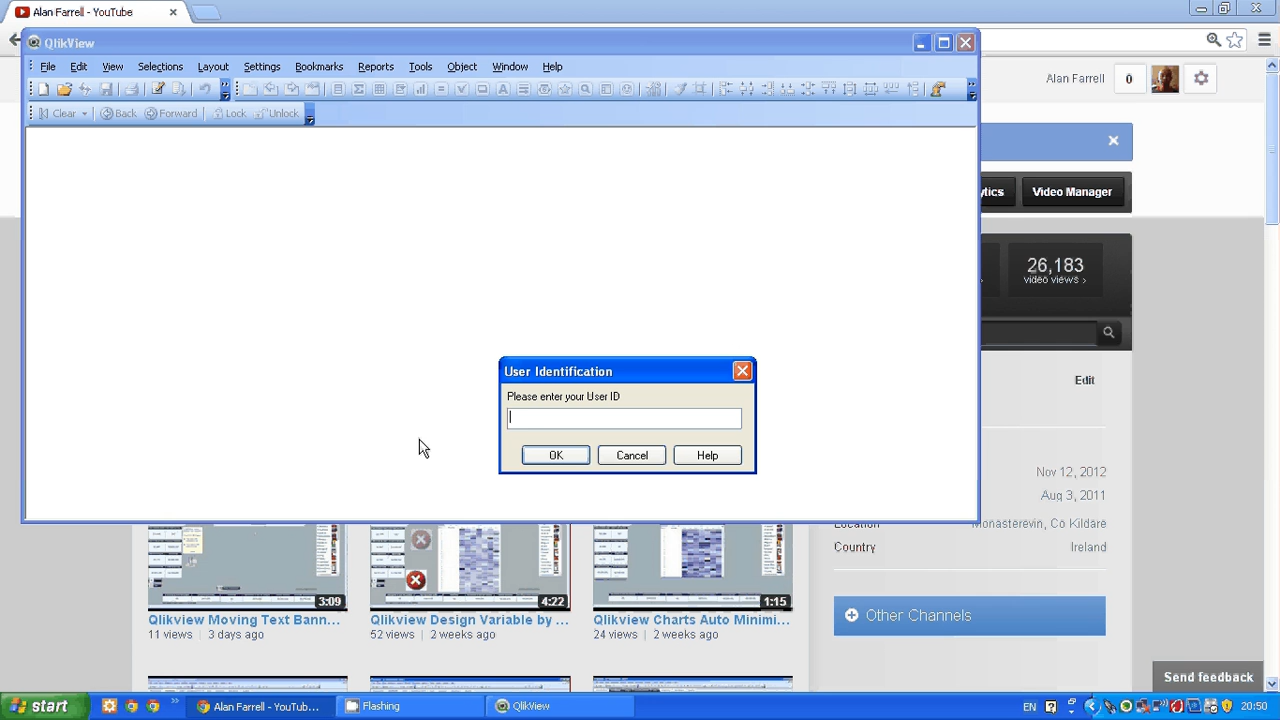 Alan Farrell - YouTube
QlikView
File Edit View Selections Layout Settings Bookmarks Reports Tools Object Window Help
Clear Back Forward Lock Unlock
Alan Farrell 0
Video Manager
26,183
video views ›
User Identification
Please enter your User ID
OK Cancel Help
Edit
Nov 12, 2012
Aug 3, 2011
Location Monasterevin, Co Kildare
Country Ireland
3:09 4:22 1:15
Qlikview Moving Text Bann... Qlikview Design Variable by ... Qlikview Charts Auto Minimi...
11 views 3 days ago 52 views 2 weeks ago 24 views 2 weeks ago
Other Channels
Send feedback
start Alan Farrell - YouTub... Flashing QlikView EN 20:50